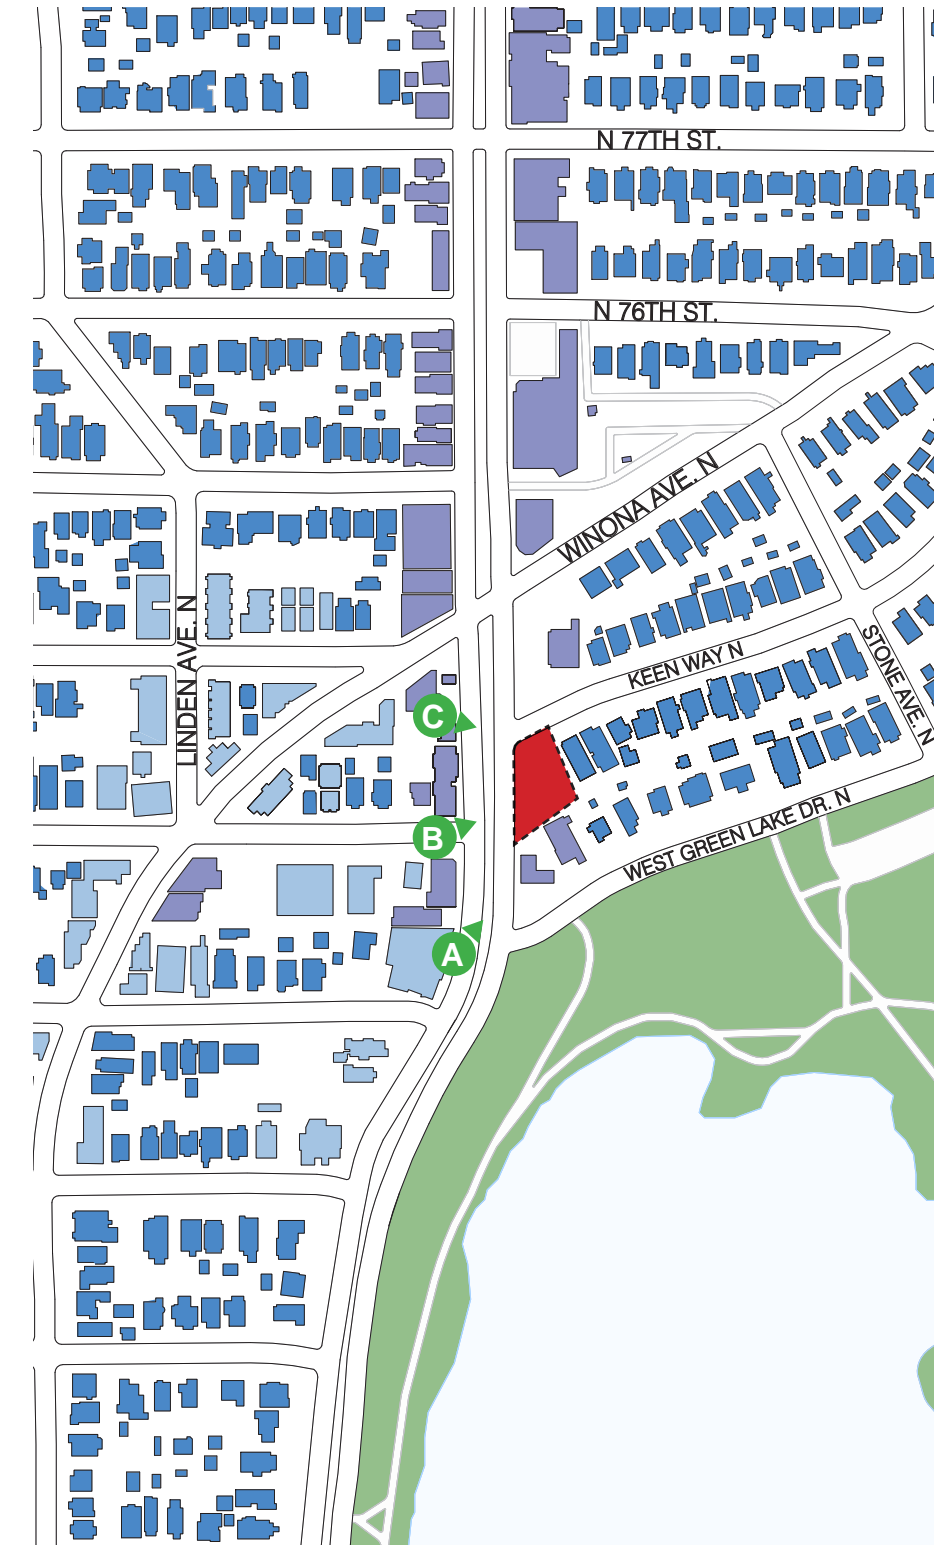 N 77TH ST.
N 76TH ST.
WINONA AVE. N
LINDEN AVE. N
KEEN WAY N
STONE AVE. N
C
B
WEST GREEN LAKE DR. N
A